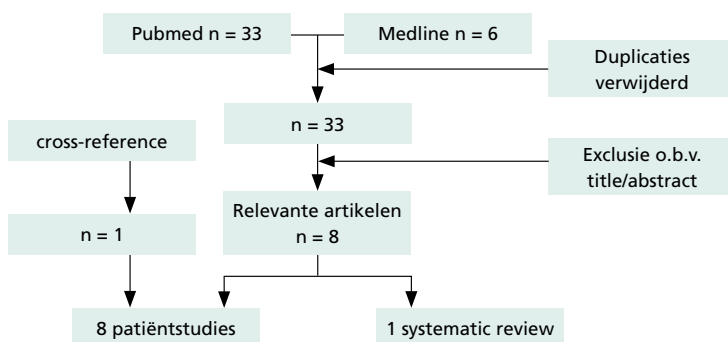 Pubmed n = 33
Medline n = 6
Duplicaties
verwijderd
n = 33
cross-reference
Exclusie o.b.v.
title/abstract
Relevante artikelen
n = 8
n = 1
8 patiëntstudies
1 systematic review